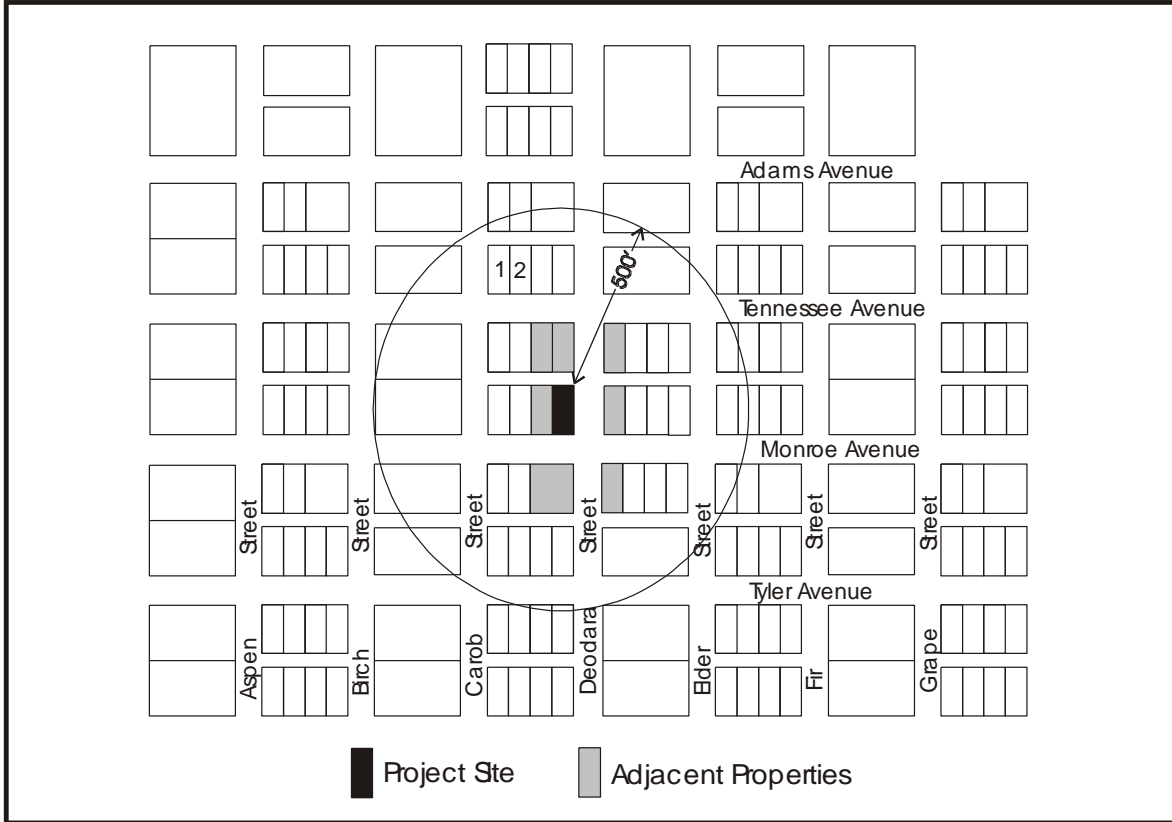 Adams Avenue
1 2
500'
Tennessee Avenue
Monroe Avenue
Tyler Avenue
Aspen Street
Birch Street
Carob Street
Deodara Street
Elder Street
Fir Street
Grape Street
Project Site
Adjacent Properties